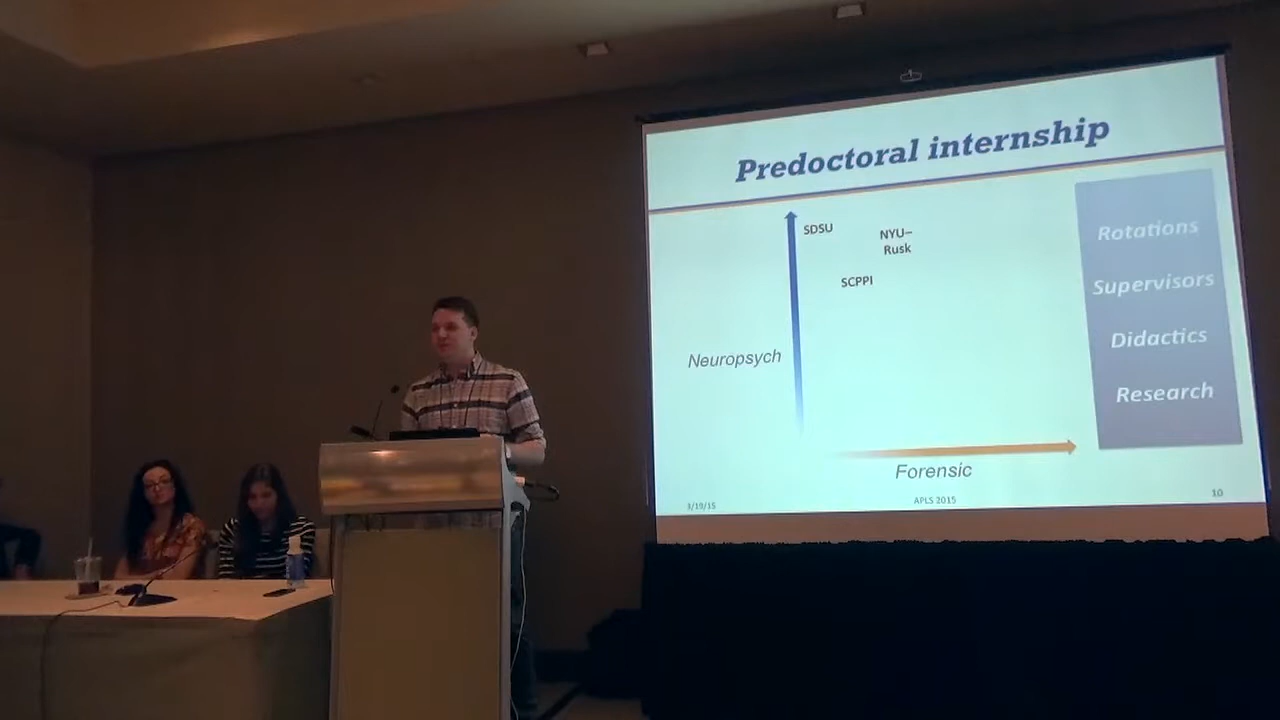 Predoctoral internship
SDSU
NYU–
Rusk
SCPPI
Neuropsych
Forensic
Rotations
Supervisors
Didactics
Research
3/19/15
APLS 2015
10